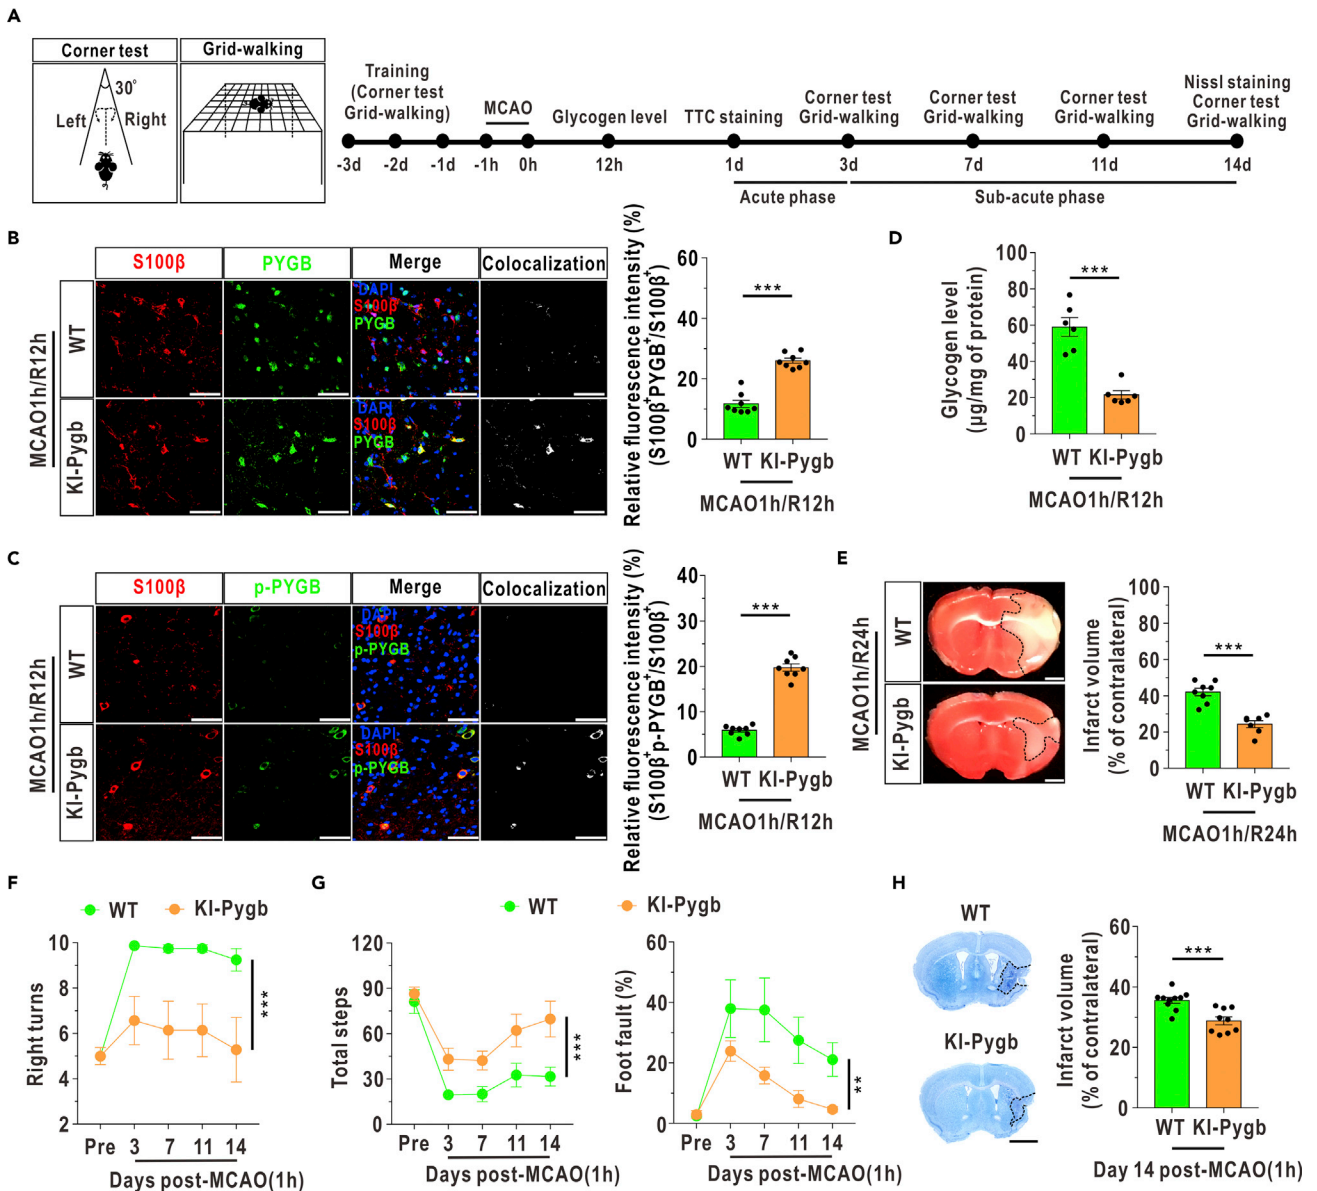 A
Corner test
Grid-walking
30°
Left
Right
Training
(Corner test
Grid-walking)
MCAO
Glycogen level
TTC staining
Corner test
Grid-walking
Corner test
Grid-walking
Corner test
Grid-walking
Nissl staining
Corner test
Grid-walking
-3d
-2d
-1d
-1h
0h
12h
1d
3d
7d
11d
14d
Acute phase
Sub-acute phase
B
S100β
PYGB
Merge
Colocalization
MCAO1h/R12h
WT
KI-Pygb
DAPI
S100β
PYGB
DAPI
S100β
PYGB
Relative fluorescence intensity (%)
(S100β⁺PYGB⁺/S100β⁺)
60
40
20
0
***
WT KI-Pygb
MCAO1h/R12h
D
Glycogen level
(µg/mg of protein)
100
80
60
40
20
0
***
WT KI-Pygb
MCAO1h/R12h
C
S100β
p-PYGB
Merge
Colocalization
MCAO1h/R12h
WT
KI-Pygb
DAPI
S100β
p-PYGB
DAPI
S100β
p-PYGB
Relative fluorescence intensity (%)
(S100β⁺p-PYGB⁺/S100β⁺)
40
30
20
10
0
***
WT KI-Pygb
MCAO1h/R12h
E
MCAO1h/R24h
WT
KI-Pygb
Infarct volume
(% of contralateral)
100
80
60
40
20
0
***
WT KI-Pygb
MCAO1h/R24h
F
WT
KI-Pygb
Right turns
10
8
6
4
2
***
Pre 3 7 11 14
Days post-MCAO(1h)
G
WT
KI-Pygb
Total steps
120
90
60
30
0
***
Pre 3 7 11 14
Days post-MCAO(1h)
Foot fault (%)
60
40
20
0
**
Pre 3 7 11 14
Days post-MCAO(1h)
H
WT
KI-Pygb
Infarct volume
(% of contralateral)
60
40
20
0
***
WT KI-Pygb
Day 14 post-MCAO(1h)